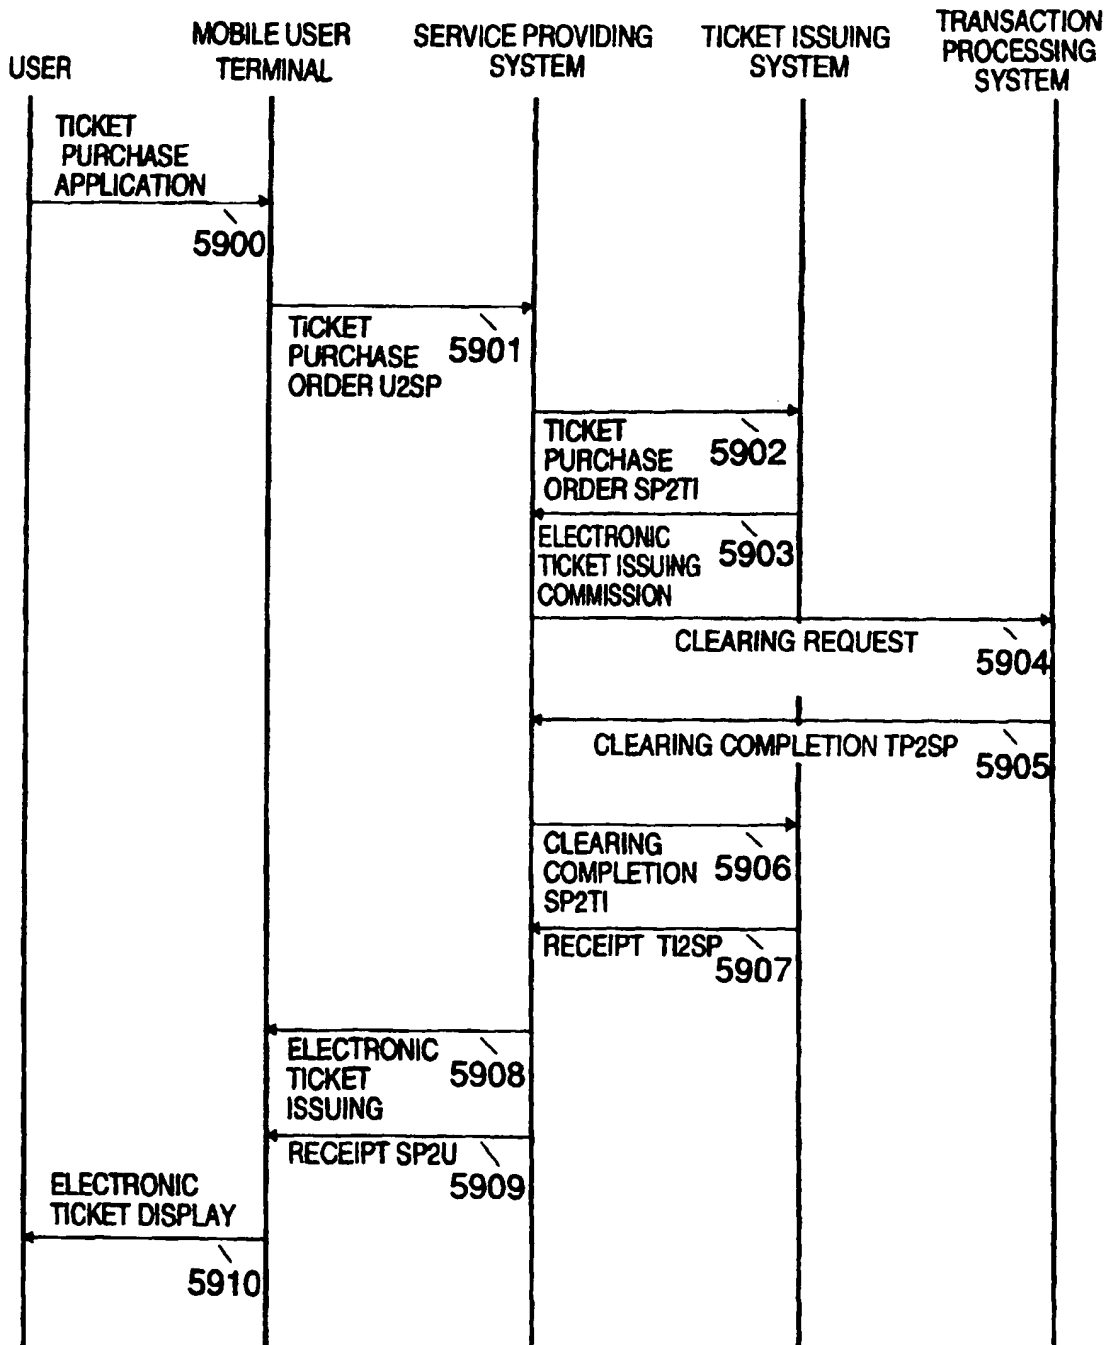 USER
MOBILE USER
TERMINAL
SERVICE PROVIDING
SYSTEM
TICKET ISSUING
SYSTEM
TRANSACTION
PROCESSING
SYSTEM
TICKET
PURCHASE
APPLICATION
5900
TICKET
PURCHASE
ORDER U2SP
5901
TICKET
PURCHASE
ORDER SP2TI
5902
ELECTRONIC
TICKET ISSUING
COMMISSION
5903
CLEARING REQUEST
5904
CLEARING COMPLETION TP2SP
5905
CLEARING
COMPLETION
SP2TI
5906
RECEIPT TI2SP
5907
ELECTRONIC
TICKET
ISSUING
5908
RECEIPT SP2U
5909
ELECTRONIC
TICKET DISPLAY
5910